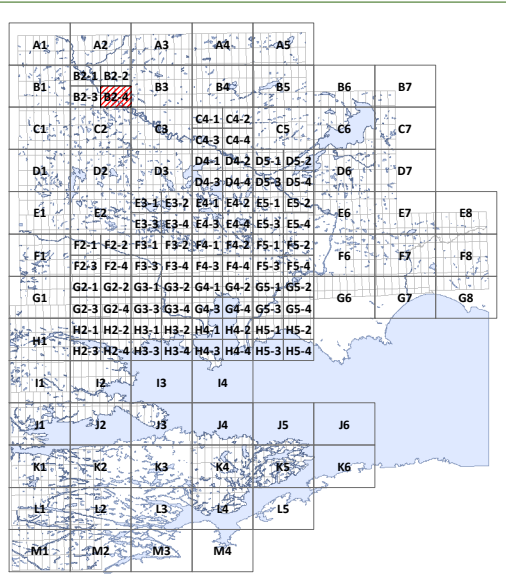 A1 A2 A3 A4 A5
B2-1 B2-2
B1 B3 B4 B5 B6 B7
B2-3 B2-4
C4-1 C4-2
C1 C2 C3 C5 C6 C7
C4-3 C4-4
D4-1 D4-2 D5-1 D5-2
D1 D2 D3 D6 D7
D4-3 D4-4 D5-3 D5-4
E3-1 E3-2 E4-1 E4-2 E5-1 E5-2
E1 E2 E6 E7 E8
E3-3 E3-4 E4-3 E4-4 E5-3 E5-4
F2-1 F2-2 F3-1 F3-2 F4-1 F4-2 F5-1 F5-2
F1 F6 F7 F8
F2-3 F2-4 F3-3 F3-4 F4-3 F4-4 F5-3 F5-4
G2-1 G2-2 G3-1 G3-2 G4-1 G4-2 G5-1 G5-2
G1 G6 G7 G8
G2-3 G2-4 G3-3 G3-4 G4-3 G4-4 G5-3 G5-4
H2-1 H2-2 H3-1 H3-2 H4-1 H4-2 H5-1 H5-2
H1
H2-3 H2-4 H3-3 H3-4 H4-3 H4-4 H5-3 H5-4
I1 I2 I3 I4
J1 J2 J3 J4 J5 J6
K1 K2 K3 K4 K5 K6
L1 L2 L3 L4 L5
M1 M2 M3 M4